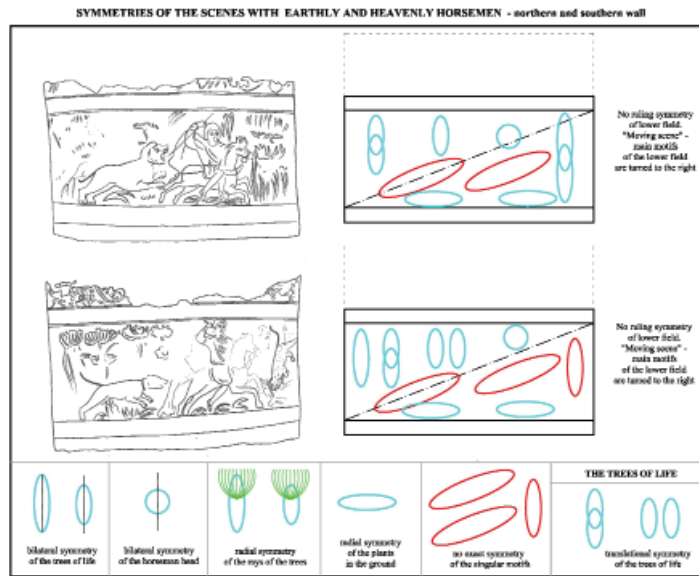 SYMMETRIES OF THE SCENES WITH EARTHLY AND HEAVENLY HORSEMEN - northern and southern wall
No ruling symmetry
of lower field.
"Moving scene" -
main motifs
of the lower field
are turned to the right
No ruling symmetry
of lower field.
"Moving scene" -
main motifs
of the lower field
are turned to the right
bilateral symmetry
of the trees of life
bilateral symmetry
of the horseman head
radial symmetry
of the rays of the trees
radial symmetry
of the plants
in the ground
no exact symmetry
of the singular motifs
THE TREES OF LIFE
translational symmetry
of the trees of life